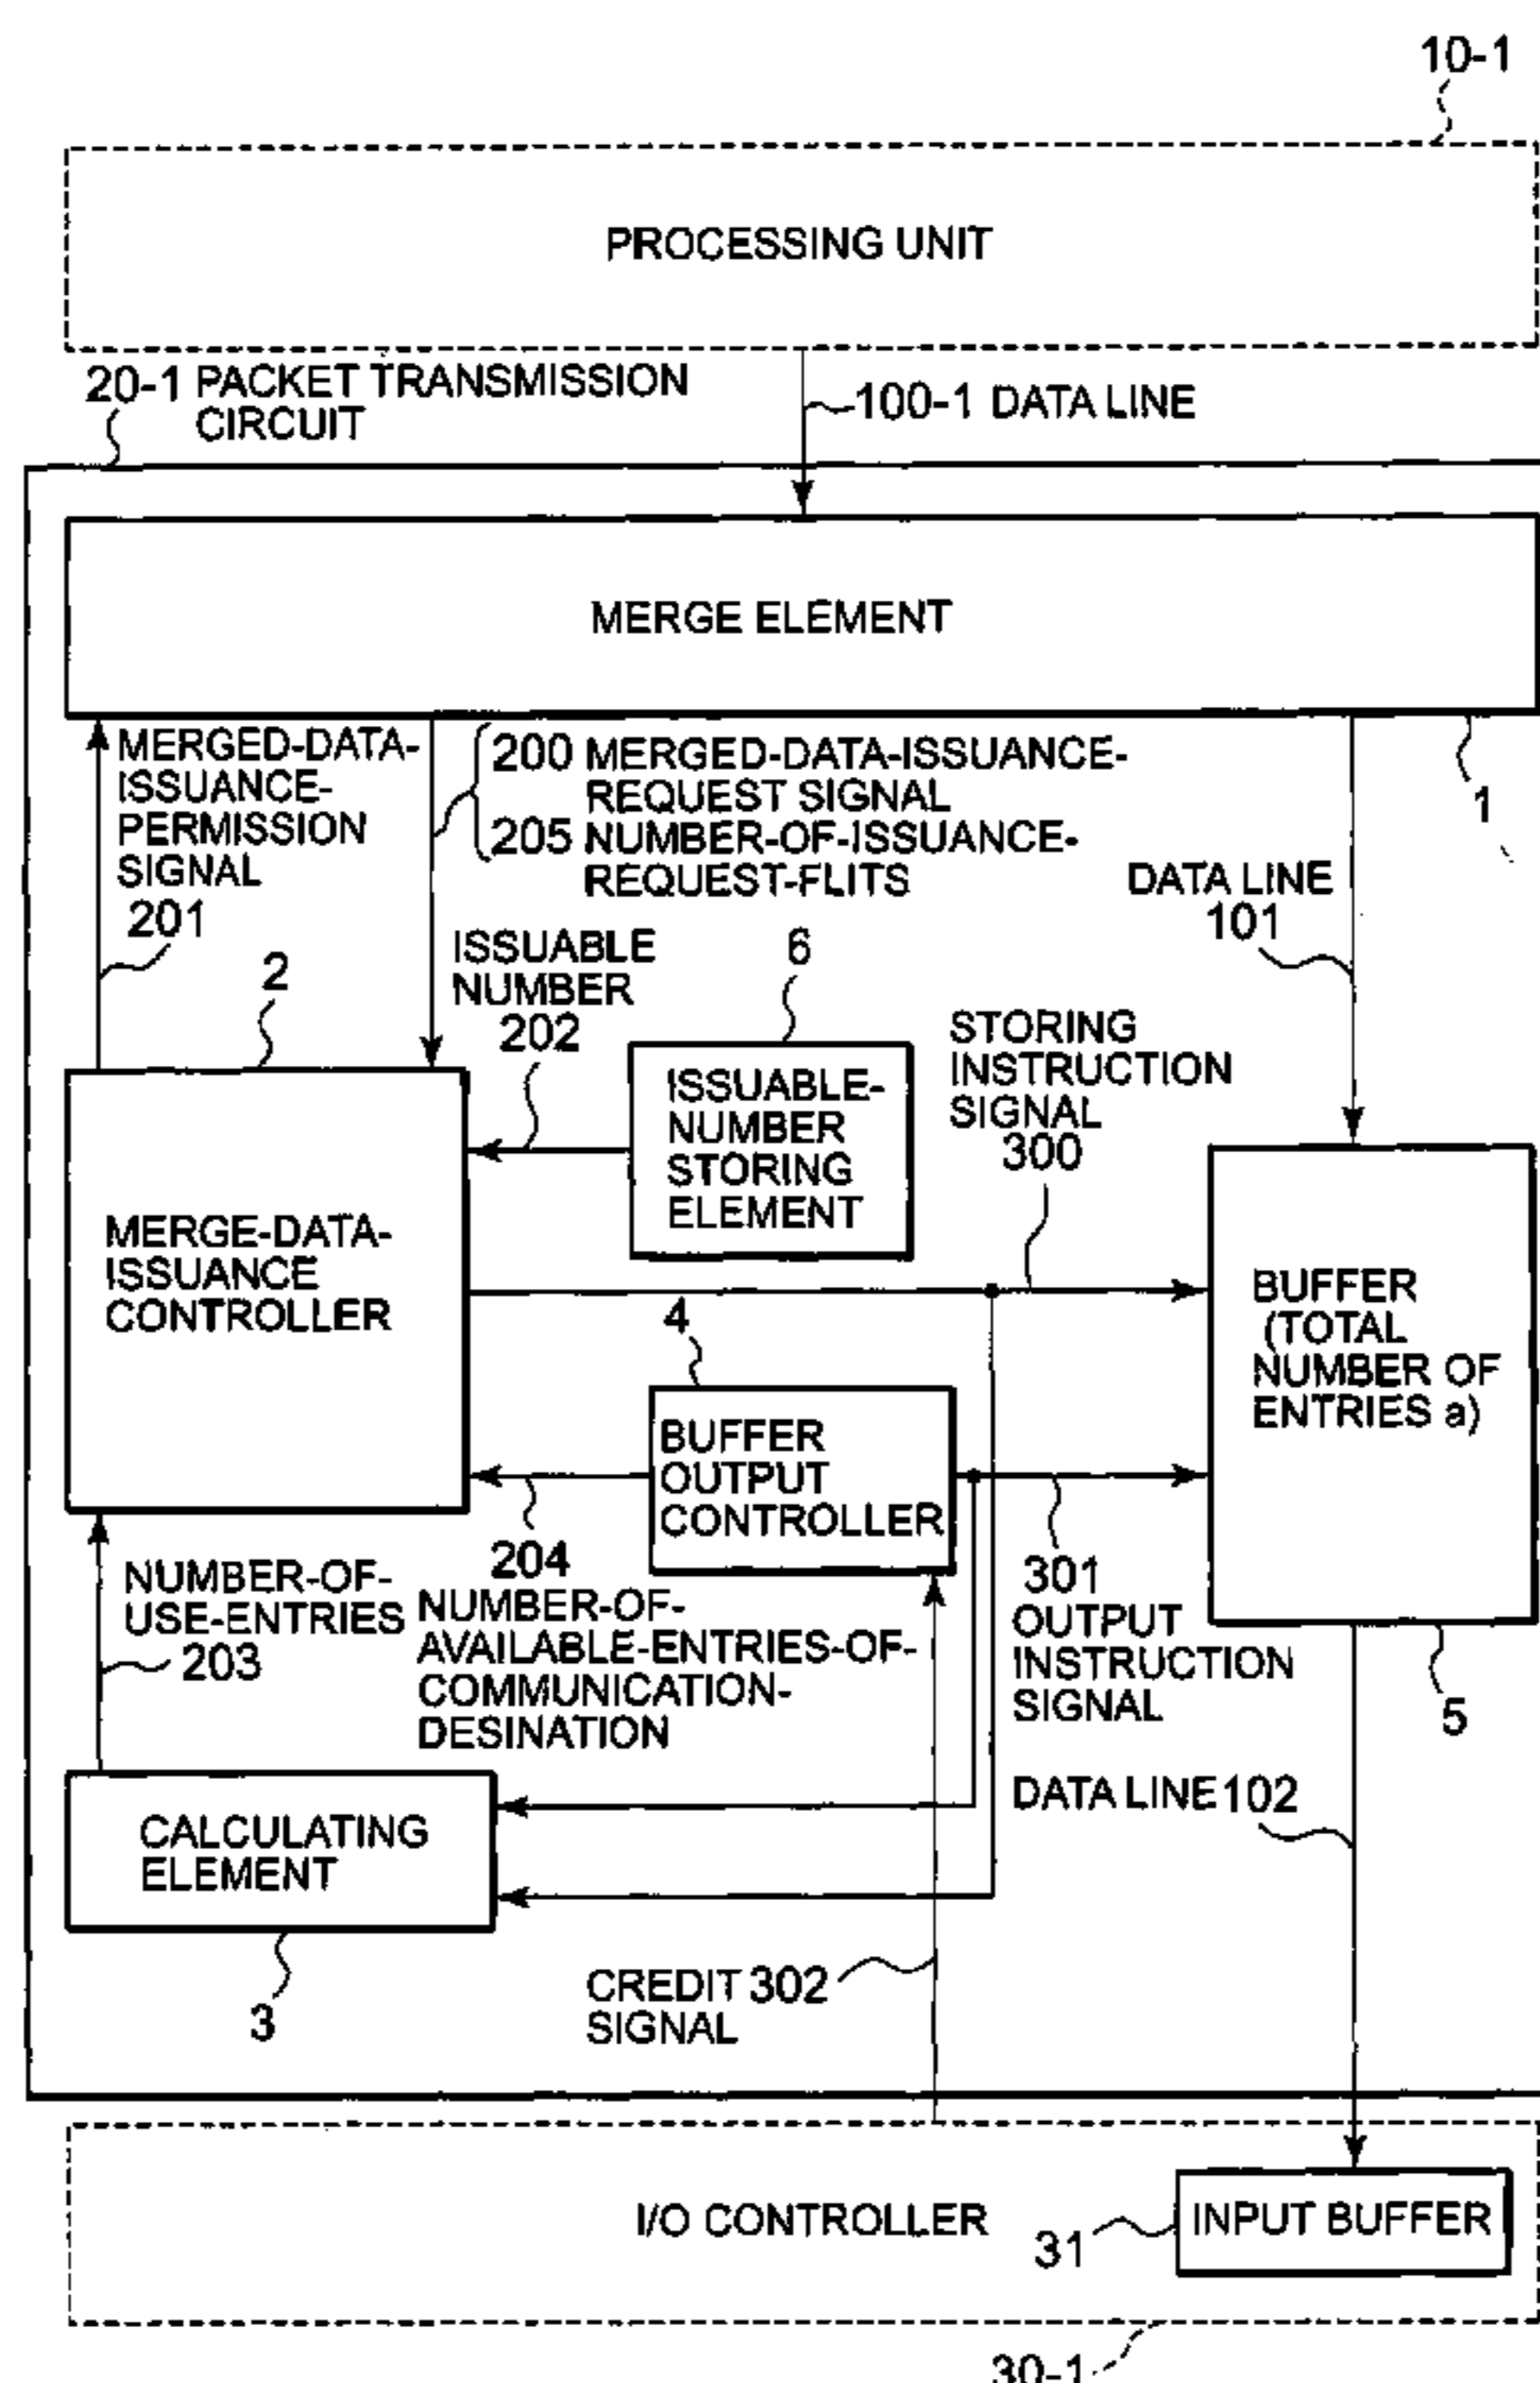 10-1
PROCESSING UNIT
20-1 PACKET TRANSMISSION
CIRCUIT
100-1 DATA LINE
MERGE ELEMENT
MERGED-DATA-
ISSUANCE-
PERMISSION
SIGNAL
201
200 MERGED-DATA-ISSUANCE-
REQUEST SIGNAL
205 NUMBER-OF-ISSUANCE-
REQUEST-FLITS
1
DATA LINE
101
2
ISSUABLE
NUMBER
202
6
ISSUABLE-
NUMBER
STORING
ELEMENT
STORING
INSTRUCTION
SIGNAL
300
MERGE-DATA-
ISSUANCE
CONTROLLER
4
BUFFER
OUTPUT
CONTROLLER
BUFFER
(TOTAL
NUMBER OF
ENTRIES a)
NUMBER-OF-
USE-ENTRIES
203
204
NUMBER-OF-
AVAILABLE-ENTRIES-OF-
COMMUNICATION-
DESINATION
301
OUTPUT
INSTRUCTION
SIGNAL
5
CALCULATING
ELEMENT
3
DATA LINE 102
CREDIT 302
SIGNAL
I/O CONTROLLER
31
INPUT BUFFER
30-1